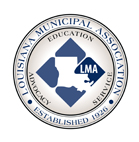 LOUISIANA MUNICIPAL ASSOCIATION
EDUCATION
LMA
ADVOCACY
SERVICE
ESTABLISHED 1926